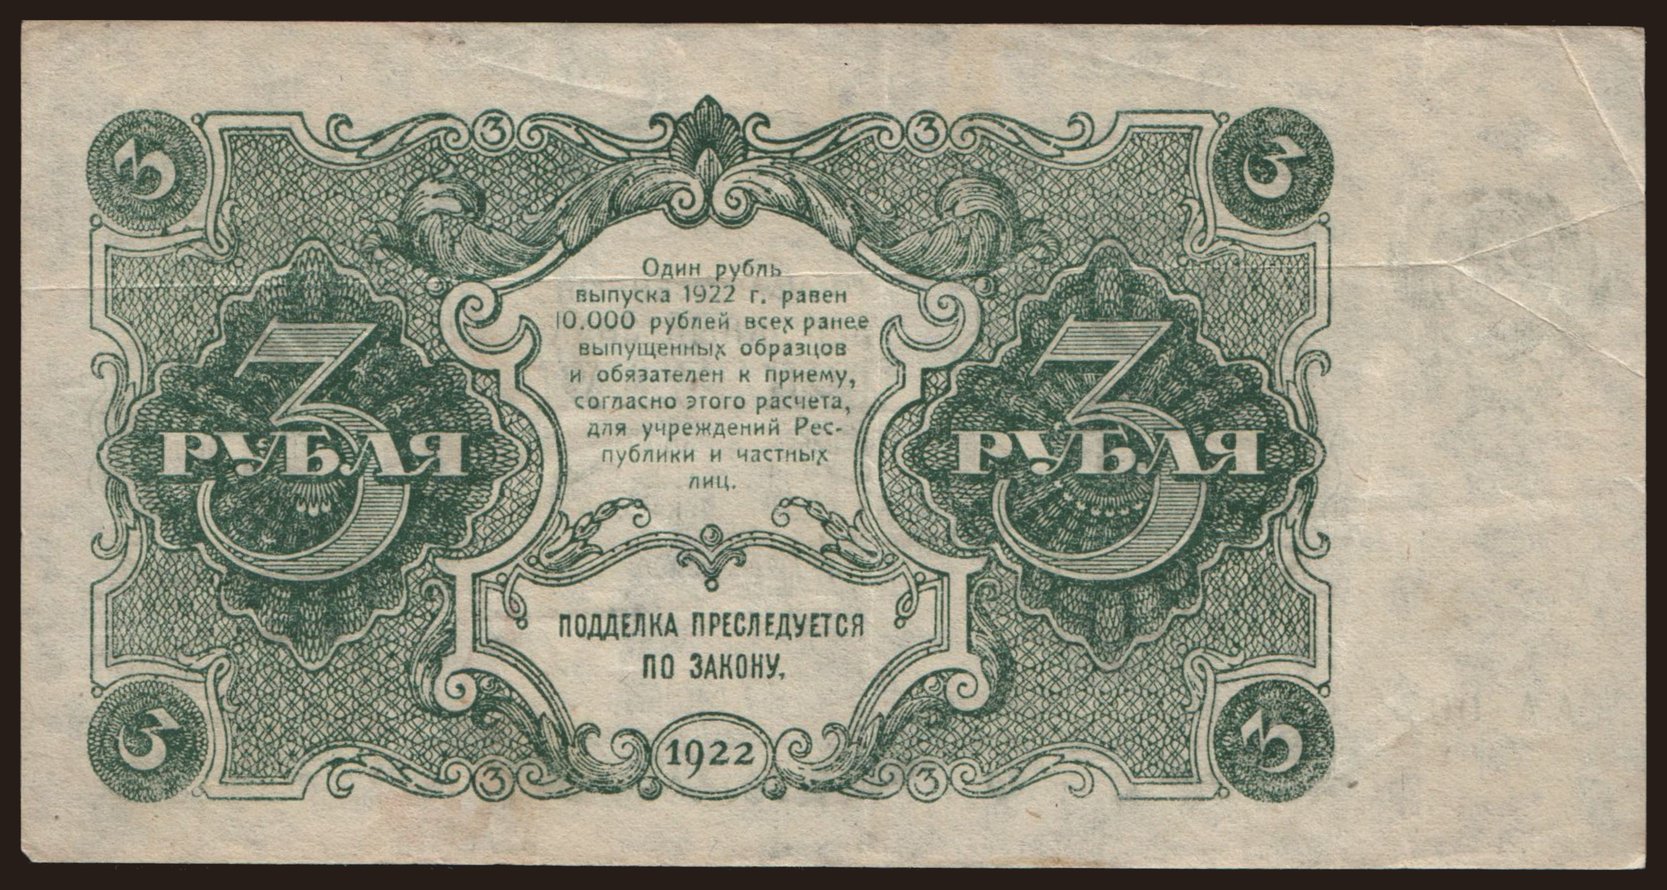 3 3 3 3
Один рубль
выпуска 1922 г. равен
10.000 рублей всех ранее
выпущенных образцов
и обязателен к приему,
согласно этого расчета,
для учреждений Рес-
публики и частных
лиц.
3 3
РУБЛЯ РУБЛЯ
ПОДДЕЛКА ПРЕСЛЕДУЕТСЯ
ПО ЗАКОНУ.
3 3 1922 3 3